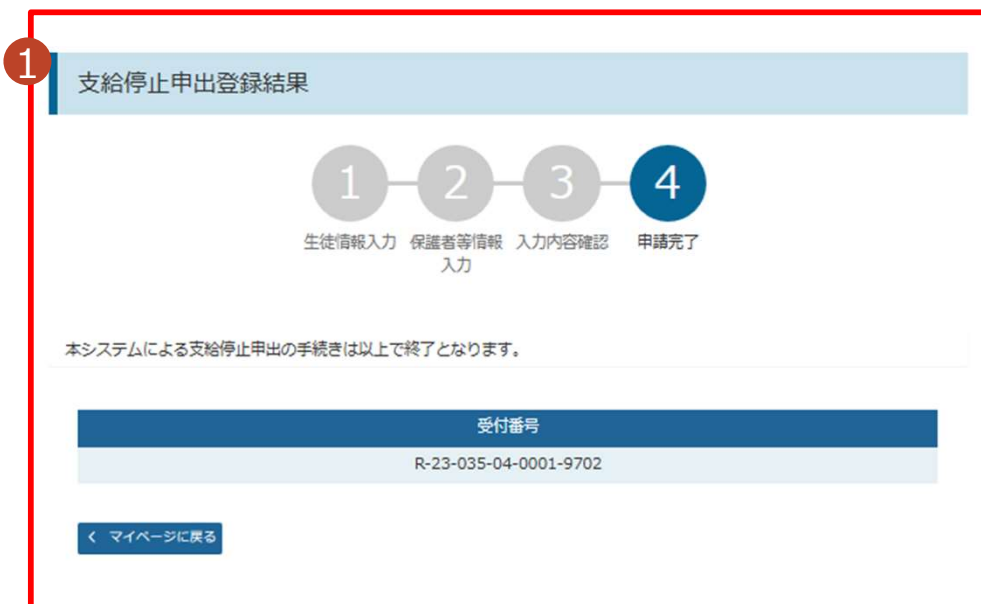 1
支給停止申出登録結果
1 2 3 4
生徒情報入力 保護者等情報 入力内容確認 申請完了
入力
本システムによる支給停止申出の手続きは以上で終了となります。
受付番号
R-23-035-04-0001-9702
< マイページに戻る